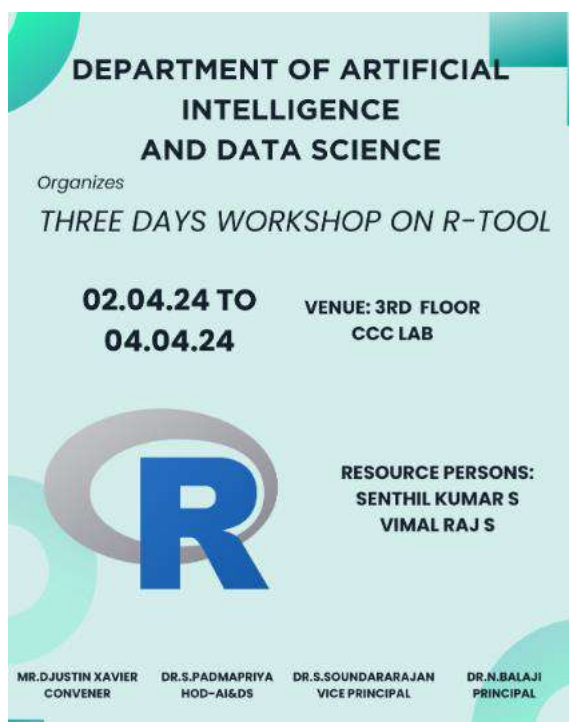 DEPARTMENT OF ARTIFICIAL
INTELLIGENCE
AND DATA SCIENCE
Organizes
THREE DAYS WORKSHOP ON R-TOOL
02.04.24 TO
04.04.24
VENUE: 3RD FLOOR
CCC LAB
R
RESOURCE PERSONS:
SENTHIL KUMAR S
VIMAL RAJ S
MR.DJUSTIN XAVIER
CONVENER
DR.S.PADMAPRIYA
HOD-AI&DS
DR.S.SOUNDARARAJAN
VICE PRINCIPAL
DR.N.BALAJI
PRINCIPAL